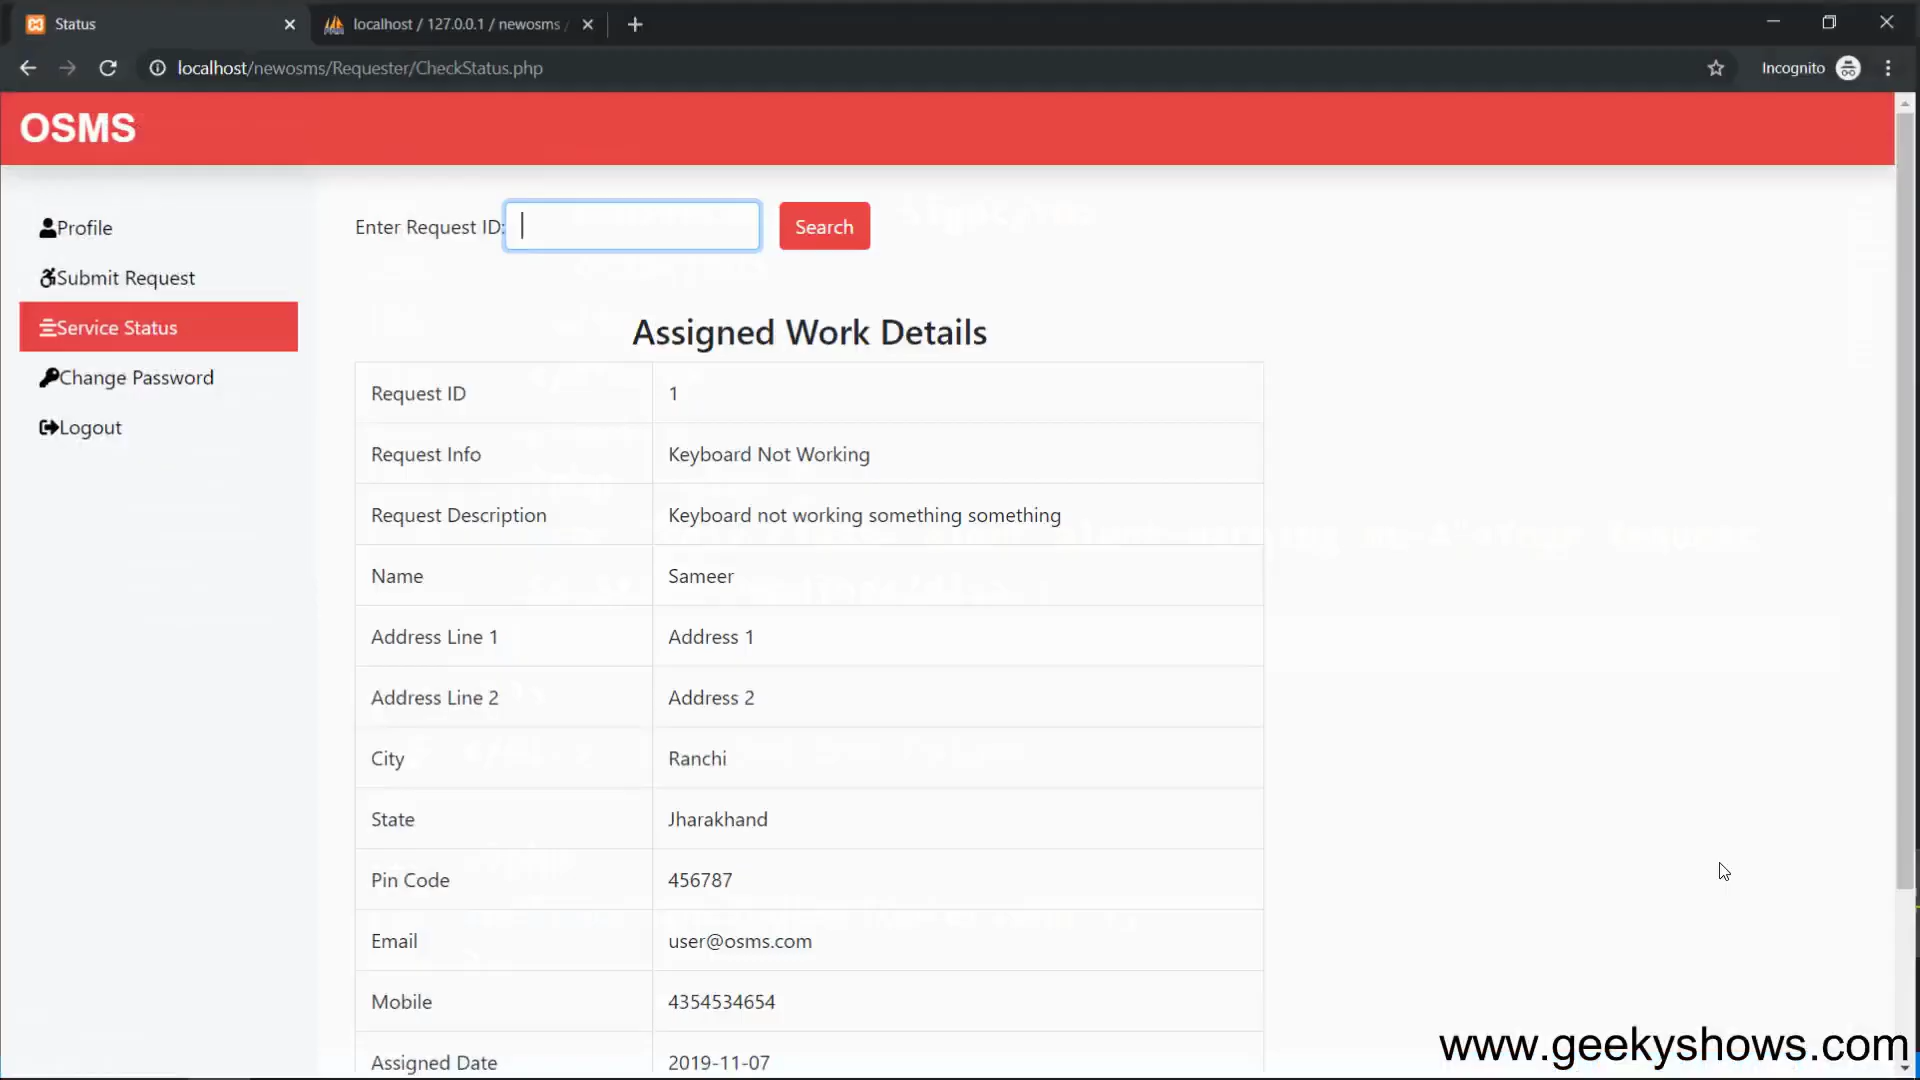 Status
localhost / 127.0.0.1 / newosms /
localhost/newosms/Requester/CheckStatus.php
Incognito
OSMS
Profile
Submit Request
Service Status
Change Password
Logout
Enter Request ID:
Search
Assigned Work Details
Request ID 1
Request Info Keyboard Not Working
Request Description Keyboard not working something something
Name Sameer
Address Line 1 Address 1
Address Line 2 Address 2
City Ranchi
State Jharakhand
Pin Code 456787
Email user@osms.com
Mobile 4354534654
Assigned Date 2019-11-07
www.geekyshows.com